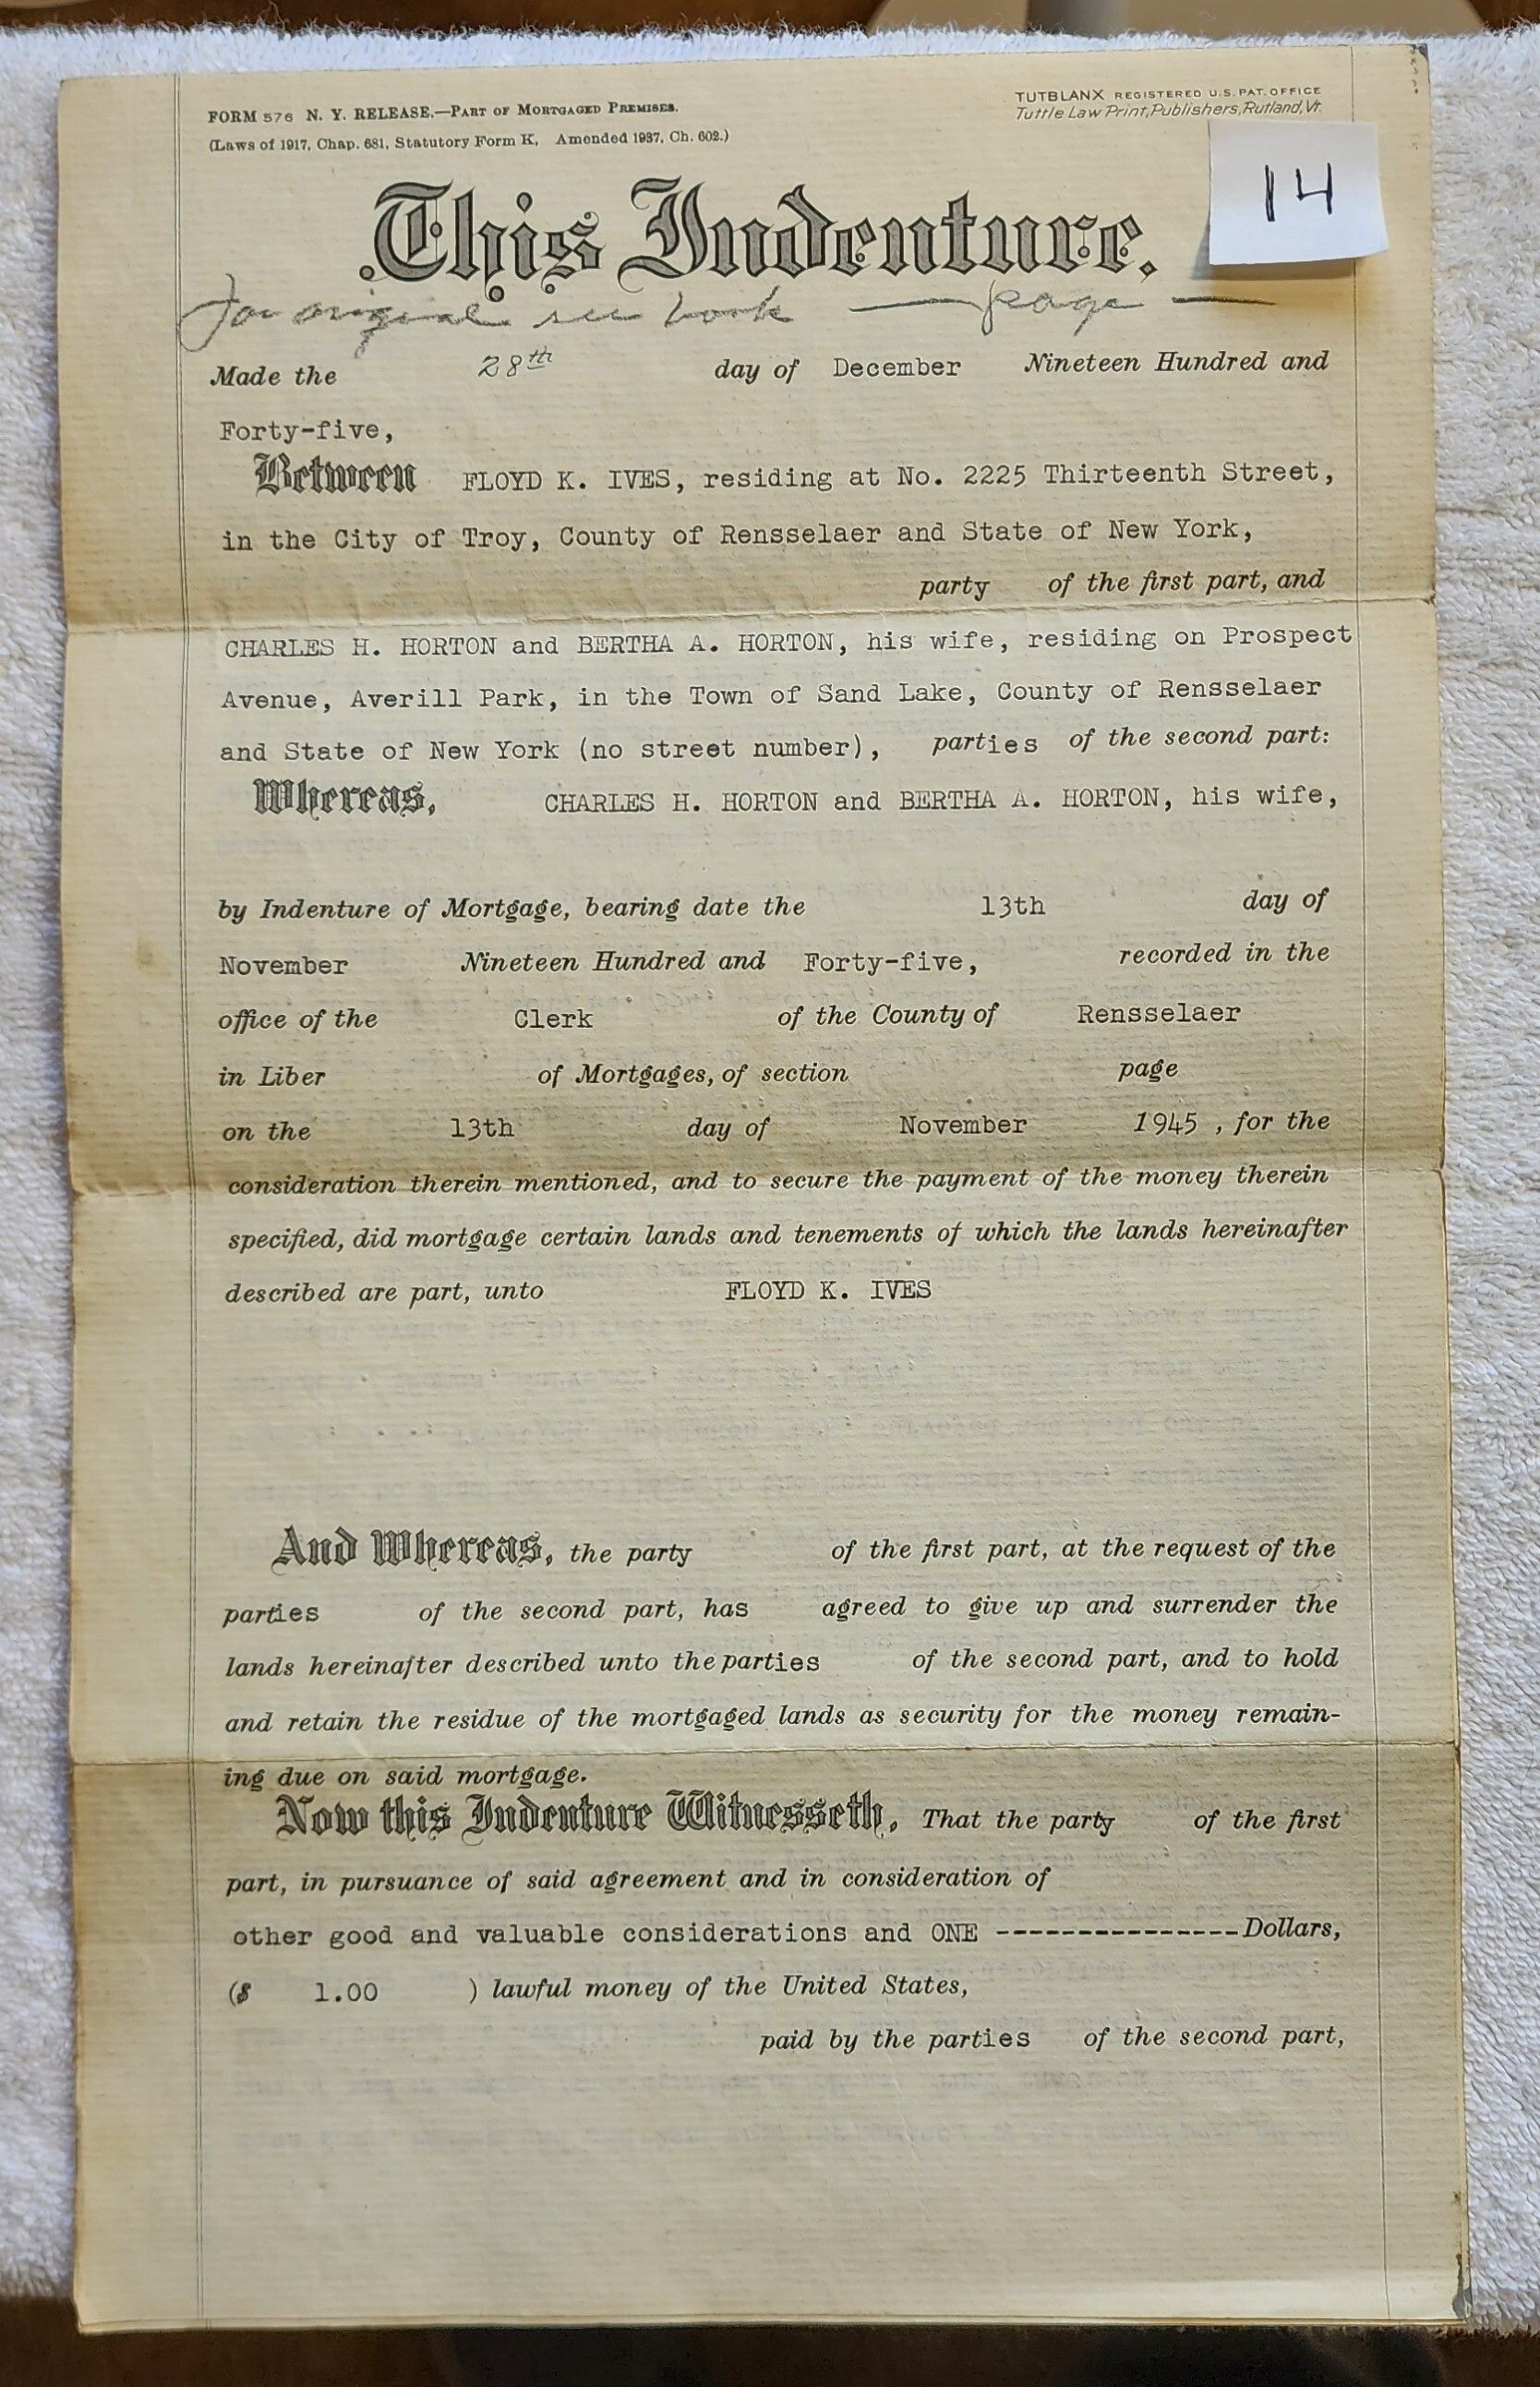 FORM 576 N. Y. RELEASE.—PART OF MORTGAGED PREMISES.
(Laws of 1917, Chap. 681, Statutory Form K, Amended 1937, Ch. 602.)
TUTBLANX REGISTERED U.S. PAT. OFFICE
Tuttle Law Print, Publishers, Rutland, Vt.
14
This Indenture.
For original see book — page —
Made the 28th day of December Nineteen Hundred and
Forty-five,
Between FLOYD K. IVES, residing at No. 2225 Thirteenth Street,
in the City of Troy, County of Rensselaer and State of New York,
party of the first part, and
CHARLES H. HORTON and BERTHA A. HORTON, his wife, residing on Prospect
Avenue, Averill Park, in the Town of Sand Lake, County of Rensselaer
and State of New York (no street number), parties of the second part:
Whereas, CHARLES H. HORTON and BERTHA A. HORTON, his wife,
by Indenture of Mortgage, bearing date the 13th day of
November Nineteen Hundred and Forty-five, recorded in the
office of the Clerk of the County of Rensselaer
in Liber of Mortgages, of section page
on the 13th day of November 1945 , for the
consideration therein mentioned, and to secure the payment of the money therein
specified, did mortgage certain lands and tenements of which the lands hereinafter
described are part, unto FLOYD K. IVES
And Whereas, the party of the first part, at the request of the
parties of the second part, has agreed to give up and surrender the
lands hereinafter described unto the parties of the second part, and to hold
and retain the residue of the mortgaged lands as security for the money remain-
ing due on said mortgage.
Now this Indenture Witnesseth, That the party of the first
part, in pursuance of said agreement and in consideration of
other good and valuable considerations and ONE ---------------Dollars,
($ 1.00 ) lawful money of the United States,
paid by the parties of the second part,